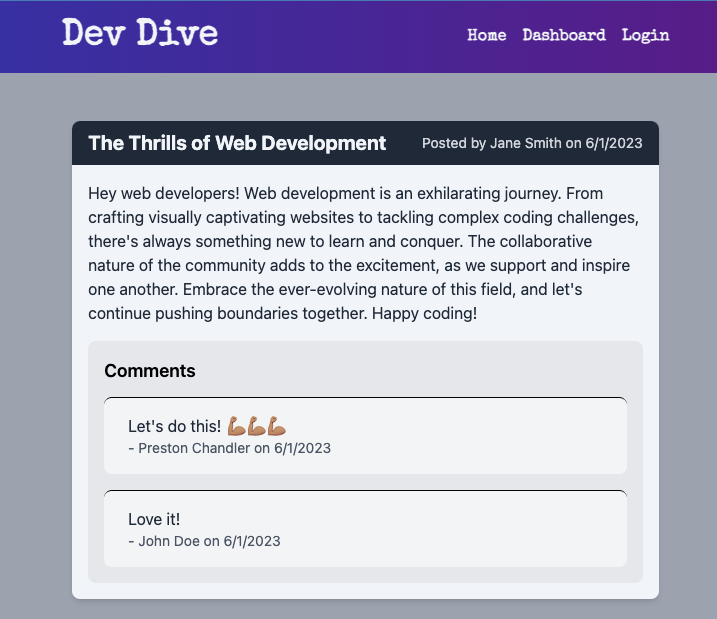 Dev Dive
Home Dashboard Login
The Thrills of Web Development
Posted by Jane Smith on 6/1/2023
Hey web developers! Web development is an exhilarating journey. From
crafting visually captivating websites to tackling complex coding challenges,
there's always something new to learn and conquer. The collaborative
nature of the community adds to the excitement, as we support and inspire
one another. Embrace the ever-evolving nature of this field, and let's
continue pushing boundaries together. Happy coding!
Comments
Let's do this! 💪🏽💪🏽💪🏽
- Preston Chandler on 6/1/2023
Love it!
- John Doe on 6/1/2023